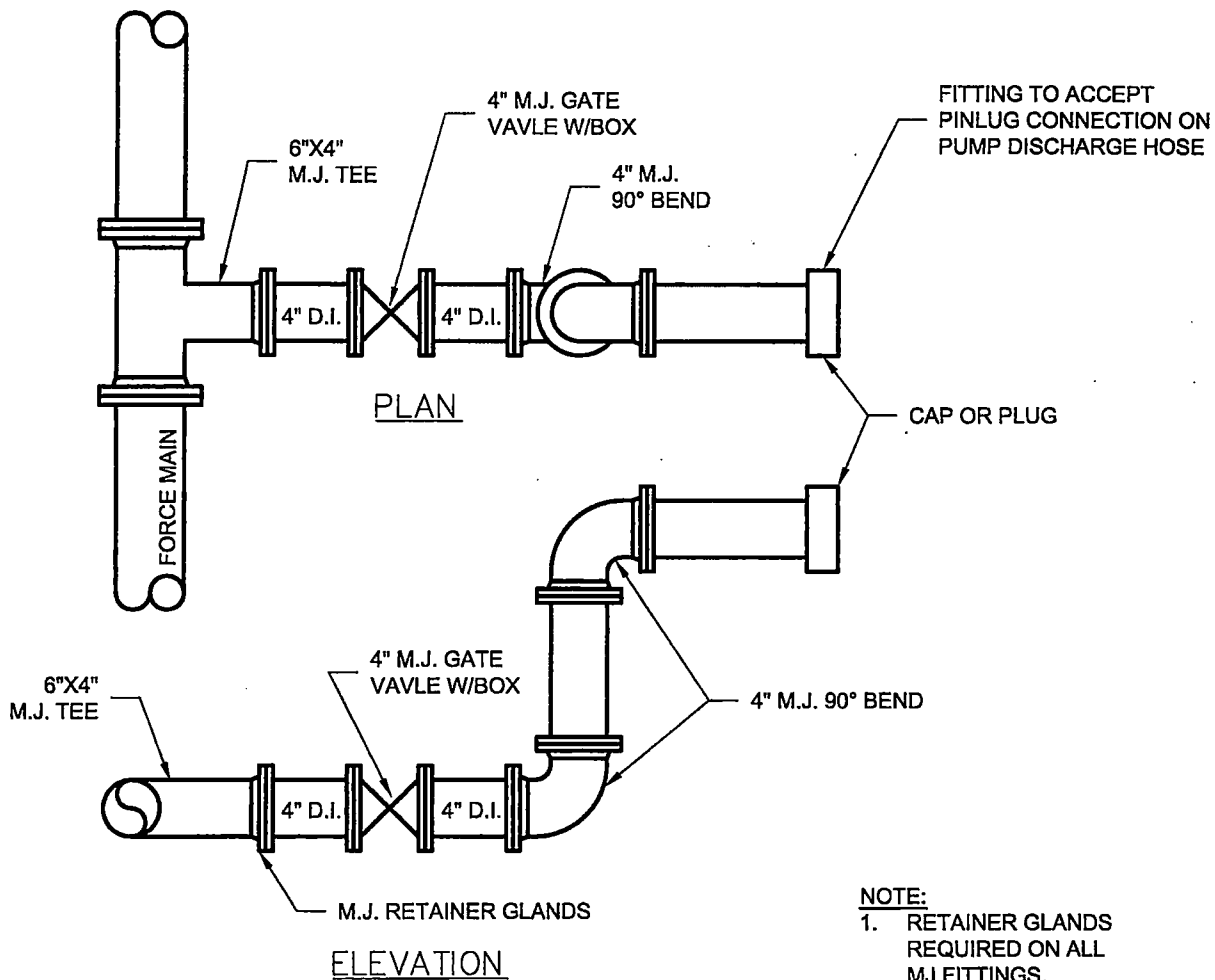 4" M.J. GATE
VAVLE W/BOX
FITTING TO ACCEPT
PINLUG CONNECTION ON
PUMP DISCHARGE HOSE
6"X4"
M.J. TEE
4" M.J.
90° BEND
4" D.I.
4" D.I.
PLAN
CAP OR PLUG
FORCE MAIN
4" M.J. GATE
VAVLE W/BOX
6"X4"
M.J. TEE
4" M.J. 90° BEND
4" D.I.
4" D.I.
M.J. RETAINER GLANDS
ELEVATION
NOTE:
1. RETAINER GLANDS
REQUIRED ON ALL
MJ FITTINGS